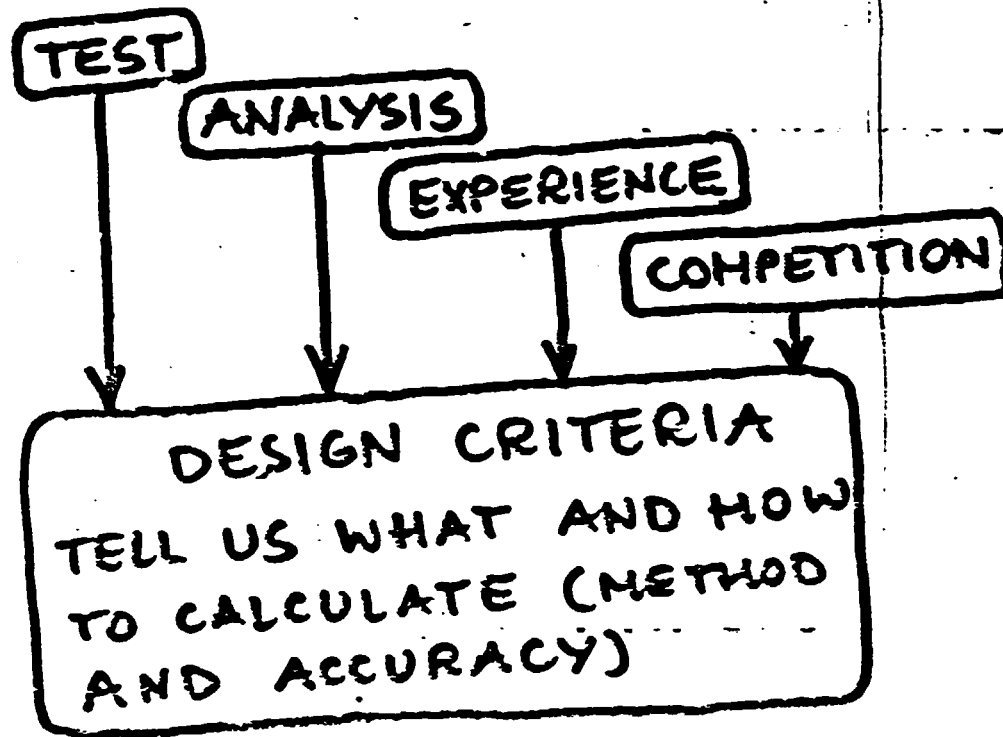 TEST
ANALYSIS
EXPERIENCE
COMPETITION
DESIGN CRITERIA
TELL US WHAT AND HOW
TO CALCULATE (METHOD
AND ACCURACY)